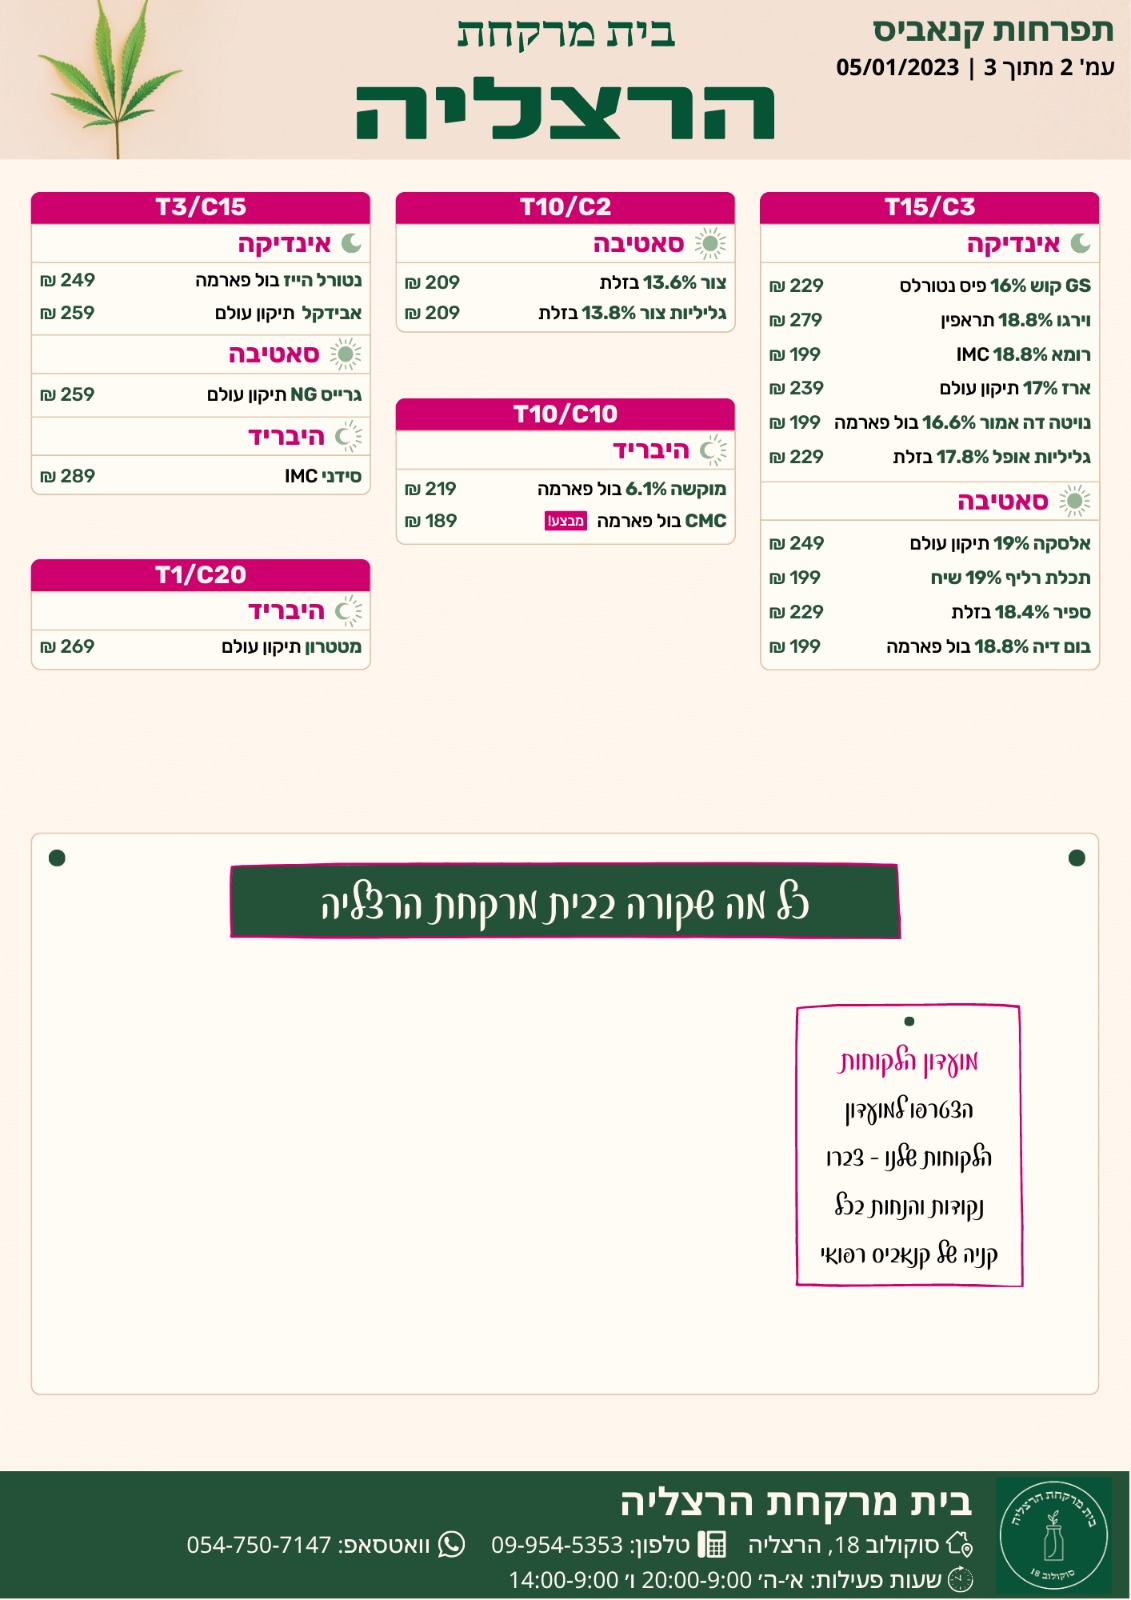 תפרחות קנאביס
עמ' 2 מתוך 3 | 05/01/2023
בית מרקחת
הרצליה
T15/C3
אינדיקה
GS קוש 16% פיס נטורלס 229 ₪
וירגו 18.8% תראפין 279 ₪
רומא 18.8% IMC 199 ₪
ארז 17% תיקון עולם 239 ₪
נויטה דה אמור 16.6% בול פארמה 199 ₪
גליליות אופל 17.8% בזלת 229 ₪
סאטיבה
אלסקה 19% תיקון עולם 249 ₪
תכלת רליף 19% שיח 199 ₪
ספיר 18.4% בזלת 229 ₪
בום דיה 18.8% בול פארמה 199 ₪
T10/C2
סאטיבה
צור 13.6% בזלת 209 ₪
גליליות צור 13.8% בזלת 209 ₪
T10/C10
היבריד
מוקשה 6.1% בול פארמה 219 ₪
CMC בול פארמה מבצע! 189 ₪
T3/C15
אינדיקה
נטורל הייז בול פארמה 249 ₪
אבידקל תיקון עולם 259 ₪
סאטיבה
גרייס NG תיקון עולם 259 ₪
היבריד
סידני IMC 289 ₪
T1/C20
היבריד
מטטרון תיקון עולם 269 ₪
כל מה שקורה בבית מרקחת הרצליה
מועדון הלקוחות
הצטרפו למועדון
הלקוחות שלנו - צברו
נקודות והנחות בכל
קניה של קנאביס רפואי
בית מרקחת הרצליה
סוקולוב 18
בית מרקחת הרצליה
סוקולוב 18, הרצליה טלפון: 09-954-5353 וואטסאפ: 054-750-7147
שעות פעילות: א׳-ה׳ 20:00-9:00 ו׳ 14:00-9:00